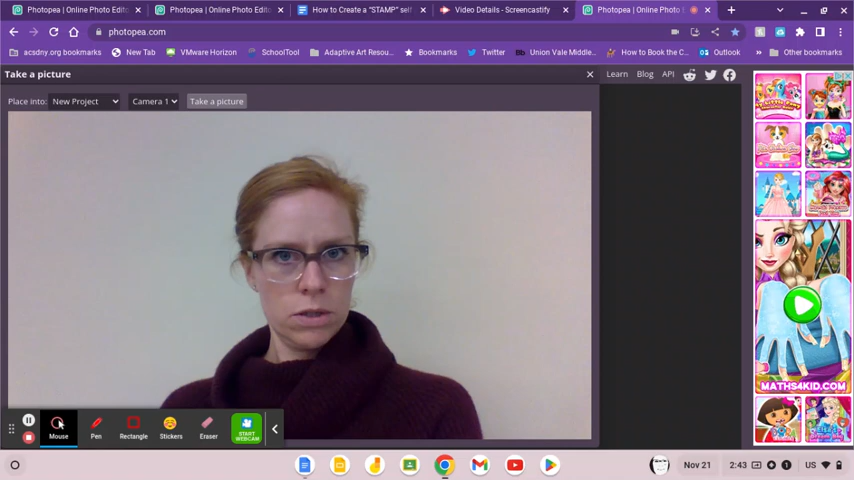 Photopea | Online Photo Edito
Photopea | Online Photo Edito
How to Create a "STAMP" self
Video Details - Screencastify
Photopea | Online Photo E
photopea.com
acsdny.org bookmarks
New Tab
VMware Horizon
SchoolTool
Adaptive Art Resou...
Bookmarks
Twitter
Union Vale Middle...
How to Book the C...
Outlook
Other bookmarks
Take a picture
Learn Blog API
Place into: New Project Camera 1 Take a picture
MATHS4KID.COM
Mouse
Pen
Rectangle
Stickers
Eraser
START
WEBCAM
Nov 21
2:43
US